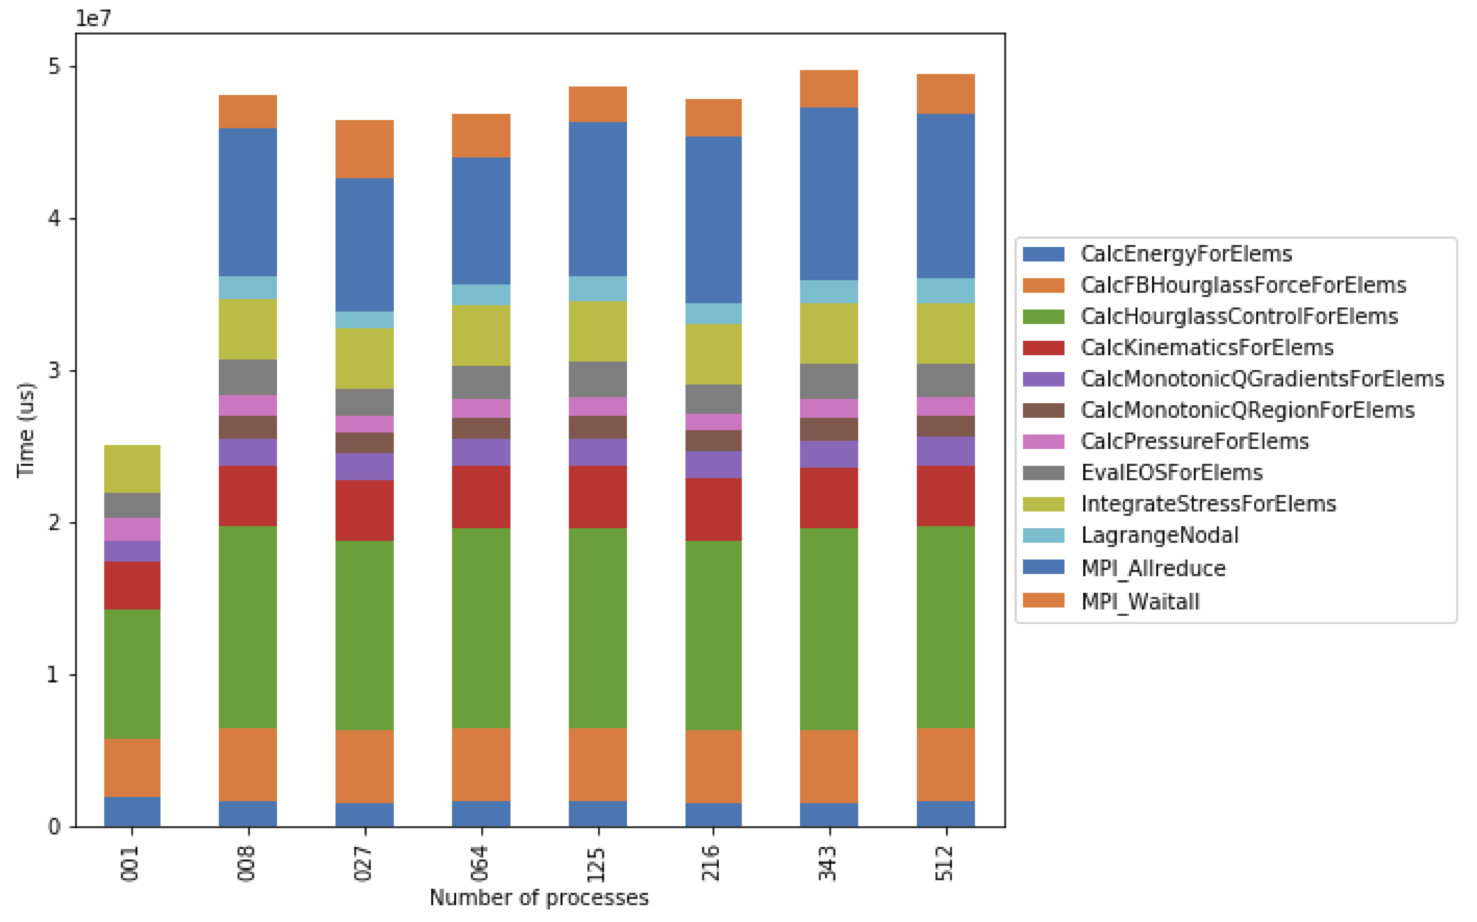 1e7
5
4
3
2
1
0
Time (us)
001
008
027
064
125
216
343
512
Number of processes
CalcEnergyForElems
CalcFBHourglassForceForElems
CalcHourglassControlForElems
CalcKinematicsForElems
CalcMonotonicQGradientsForElems
CalcMonotonicQRegionForElems
CalcPressureForElems
EvalEOSForElems
IntegrateStressForElems
LagrangeNodal
MPI_Allreduce
MPI_Waitall